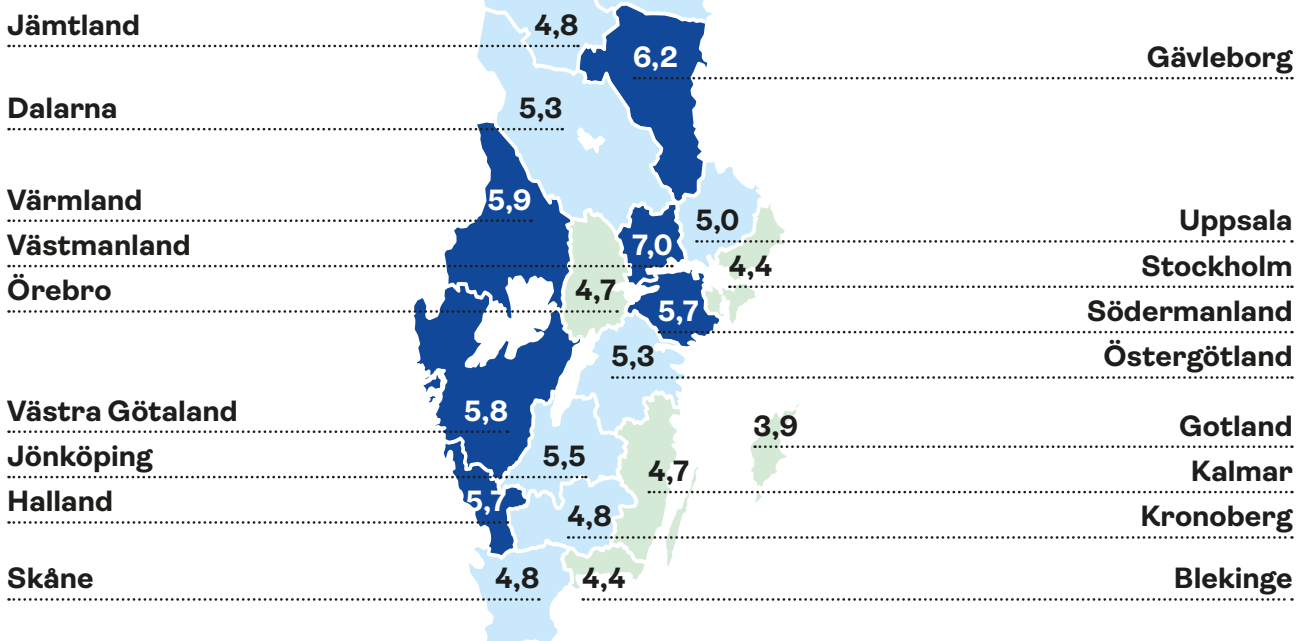 Jämtland 4,8
6,2 Gävleborg
Dalarna 5,3
Värmland 5,9
5,0 Uppsala
Västmanland 7,0
4,4 Stockholm
Örebro 4,7
5,7 Södermanland
5,3 Östergötland
Västra Götaland 5,8
3,9 Gotland
Jönköping 5,5
4,7 Kalmar
Halland 5,7
4,8 Kronoberg
Skåne 4,8
4,4 Blekinge